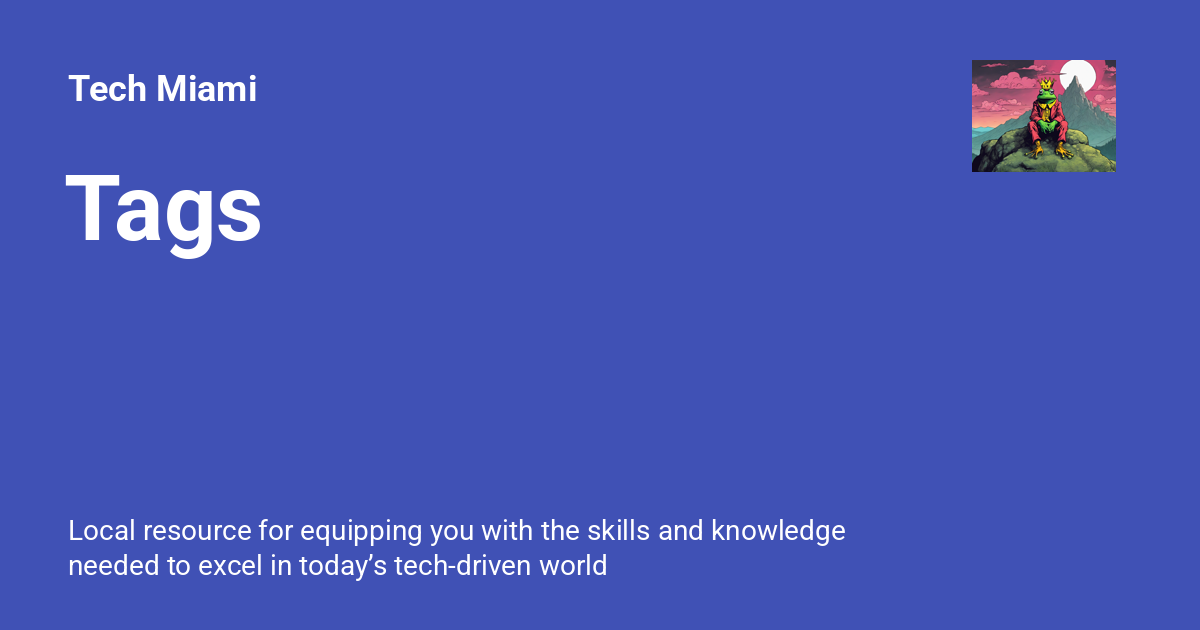 Tech Miami
Tags
Local resource for equipping you with the skills and knowledge
needed to excel in today’s tech-driven world